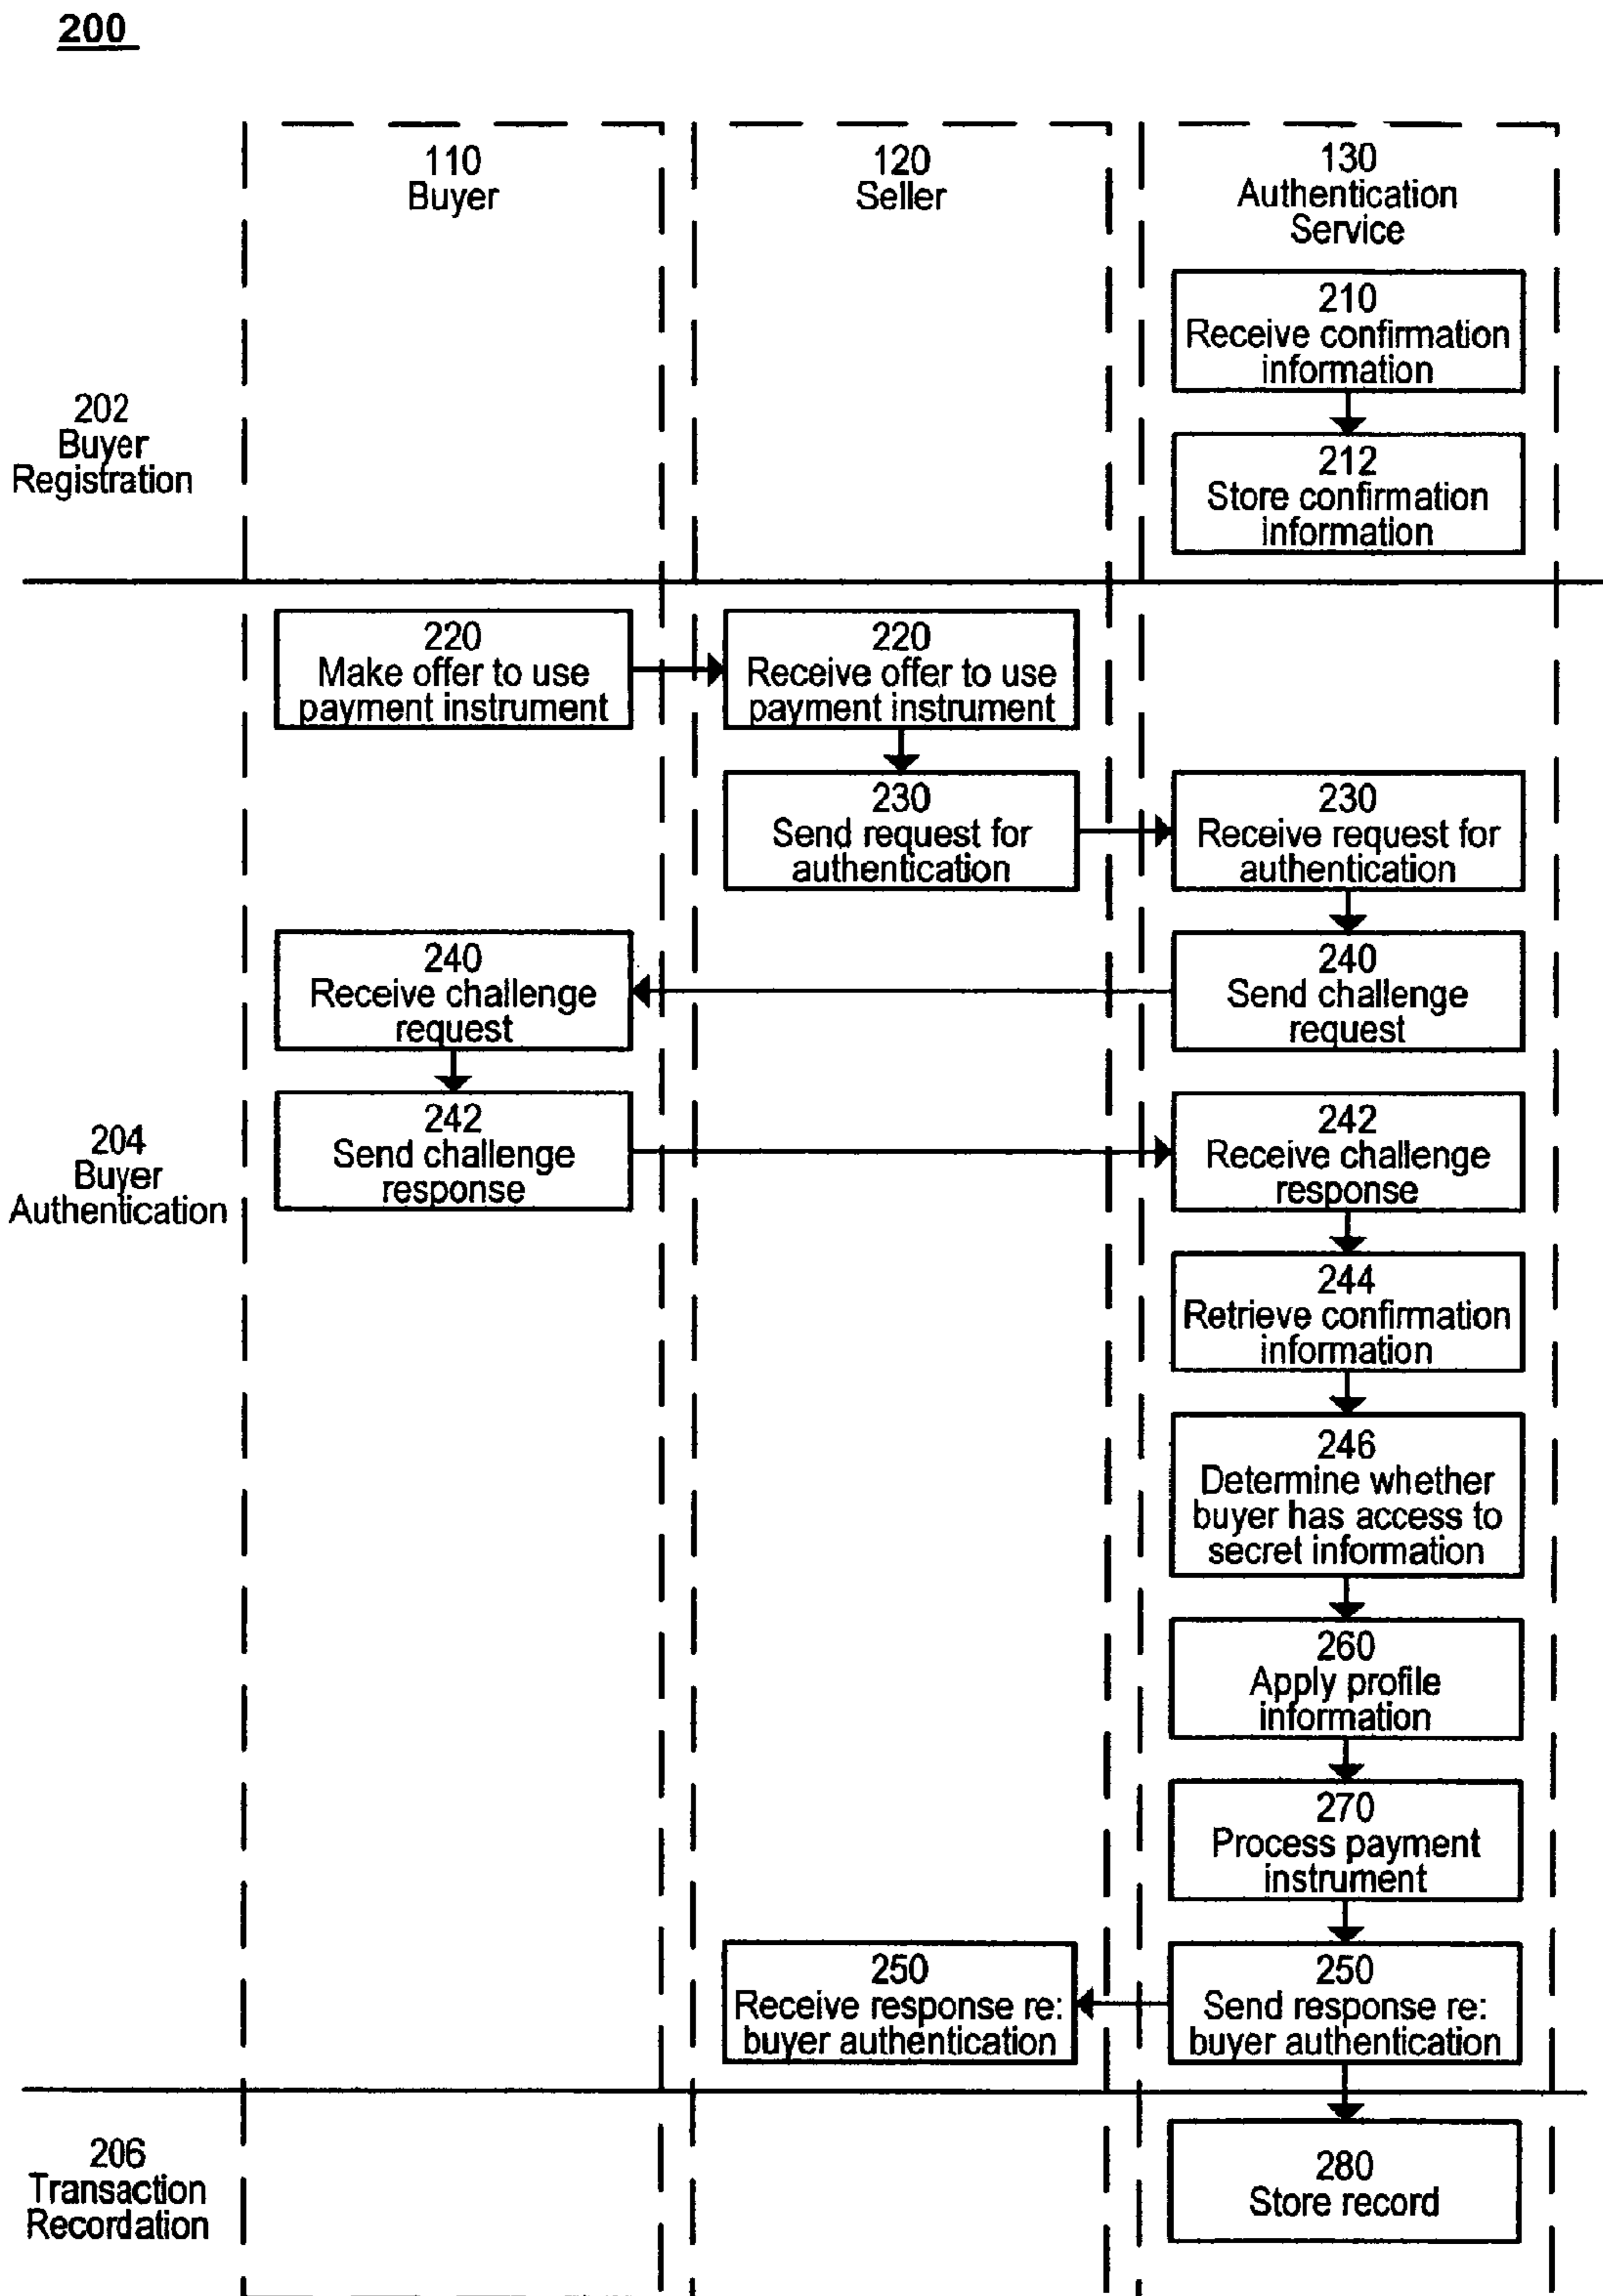 200
110
Buyer
120
Seller
130
Authentication
Service
210
Receive confirmation
information
202
Buyer
Registration
212
Store confirmation
information
220
Make offer to use
payment instrument
220
Receive offer to use
payment instrument
230
Send request for
authentication
230
Receive request for
authentication
240
Receive challenge
request
240
Send challenge
request
204
Buyer
Authentication
242
Send challenge
response
242
Receive challenge
response
244
Retrieve confirmation
information
246
Determine whether
buyer has access to
secret information
260
Apply profile
information
270
Process payment
instrument
250
Receive response re:
buyer authentication
250
Send response re:
buyer authentication
206
Transaction
Recordation
280
Store record